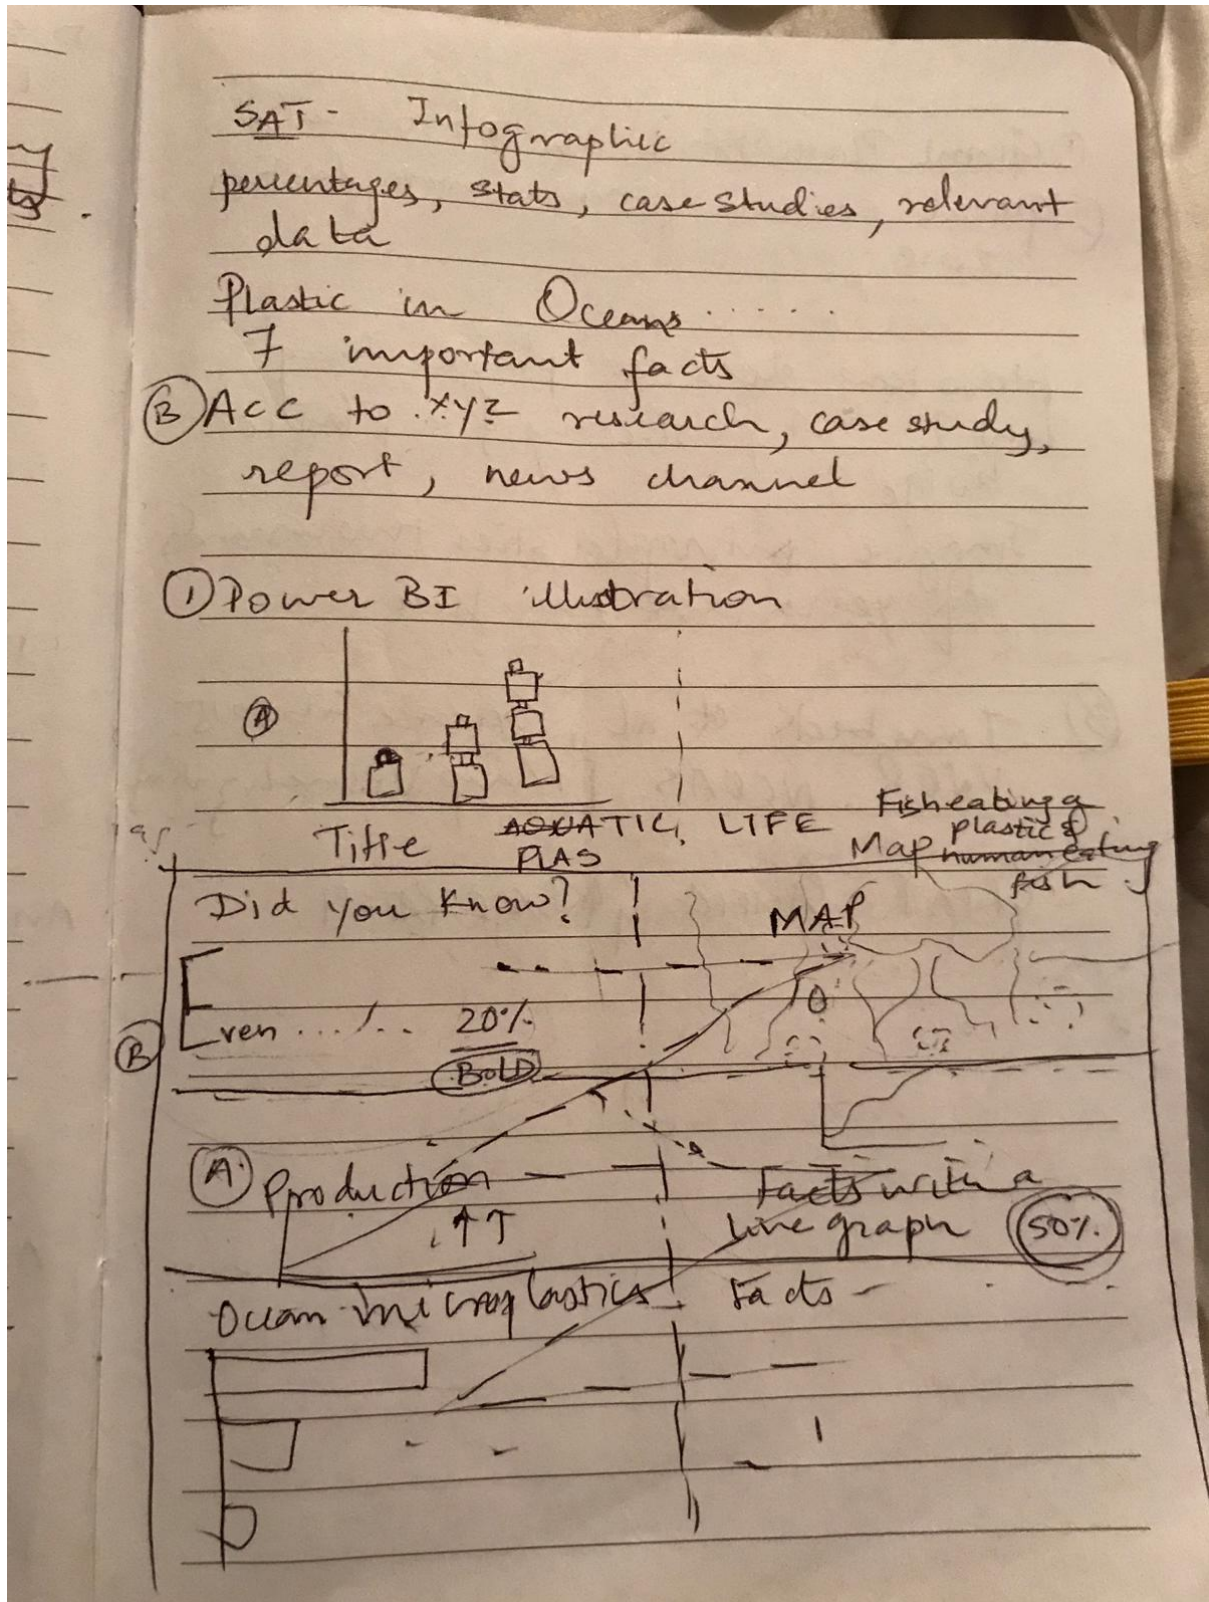 SAT - Infographic
percentages, stats, case studies, relevant
data
Plastic in Oceans......
7 important facts
Ⓑ Acc to .xyz research, case study,
report, news channel
① Power BI illustration
Ⓐ
Title AQUATIC LIFE
PLAS
Fish eating
plastic &
Map human eating
fish
Did you know?
MAP
Even ... /.. 20%
Ⓑ
BOLD
Ⓐ Production
↑↑
Facts with a
line graph 50%
Ocean microplastics Facts -